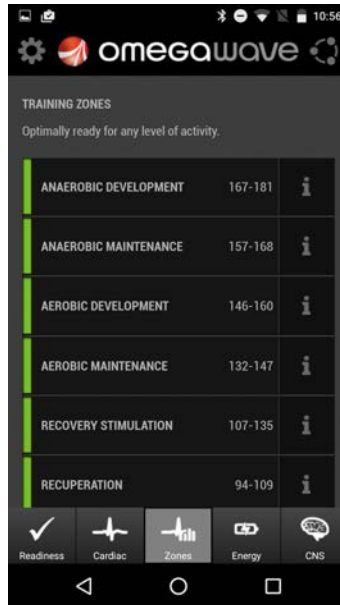 10:56
omegawave
TRAINING ZONES
Optimally ready for any level of activity.
ANAEROBIC DEVELOPMENT 167-181 i
ANAEROBIC MAINTENANCE 157-168 i
AEROBIC DEVELOPMENT 146-160 i
AEROBIC MAINTENANCE 132-147 i
RECOVERY STIMULATION 107-135 i
RECUPERATION 94-109 i
Readiness Cardiac Zones Energy CNS